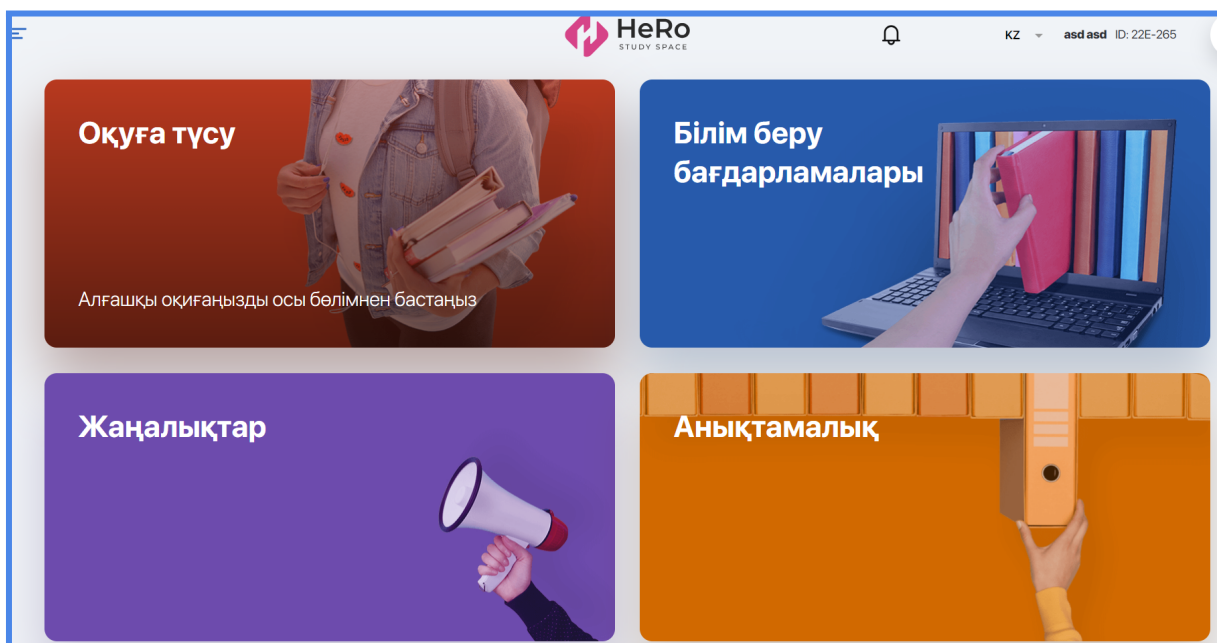 HeRo
STUDY SPACE
KZ
asd asd ID: 22E-265
Оқуға түсу
Алғашқы оқиғаңызды осы бөлімнен бастаңыз
Білім беру
бағдарламалары
Жаңалықтар
Анықтамалық